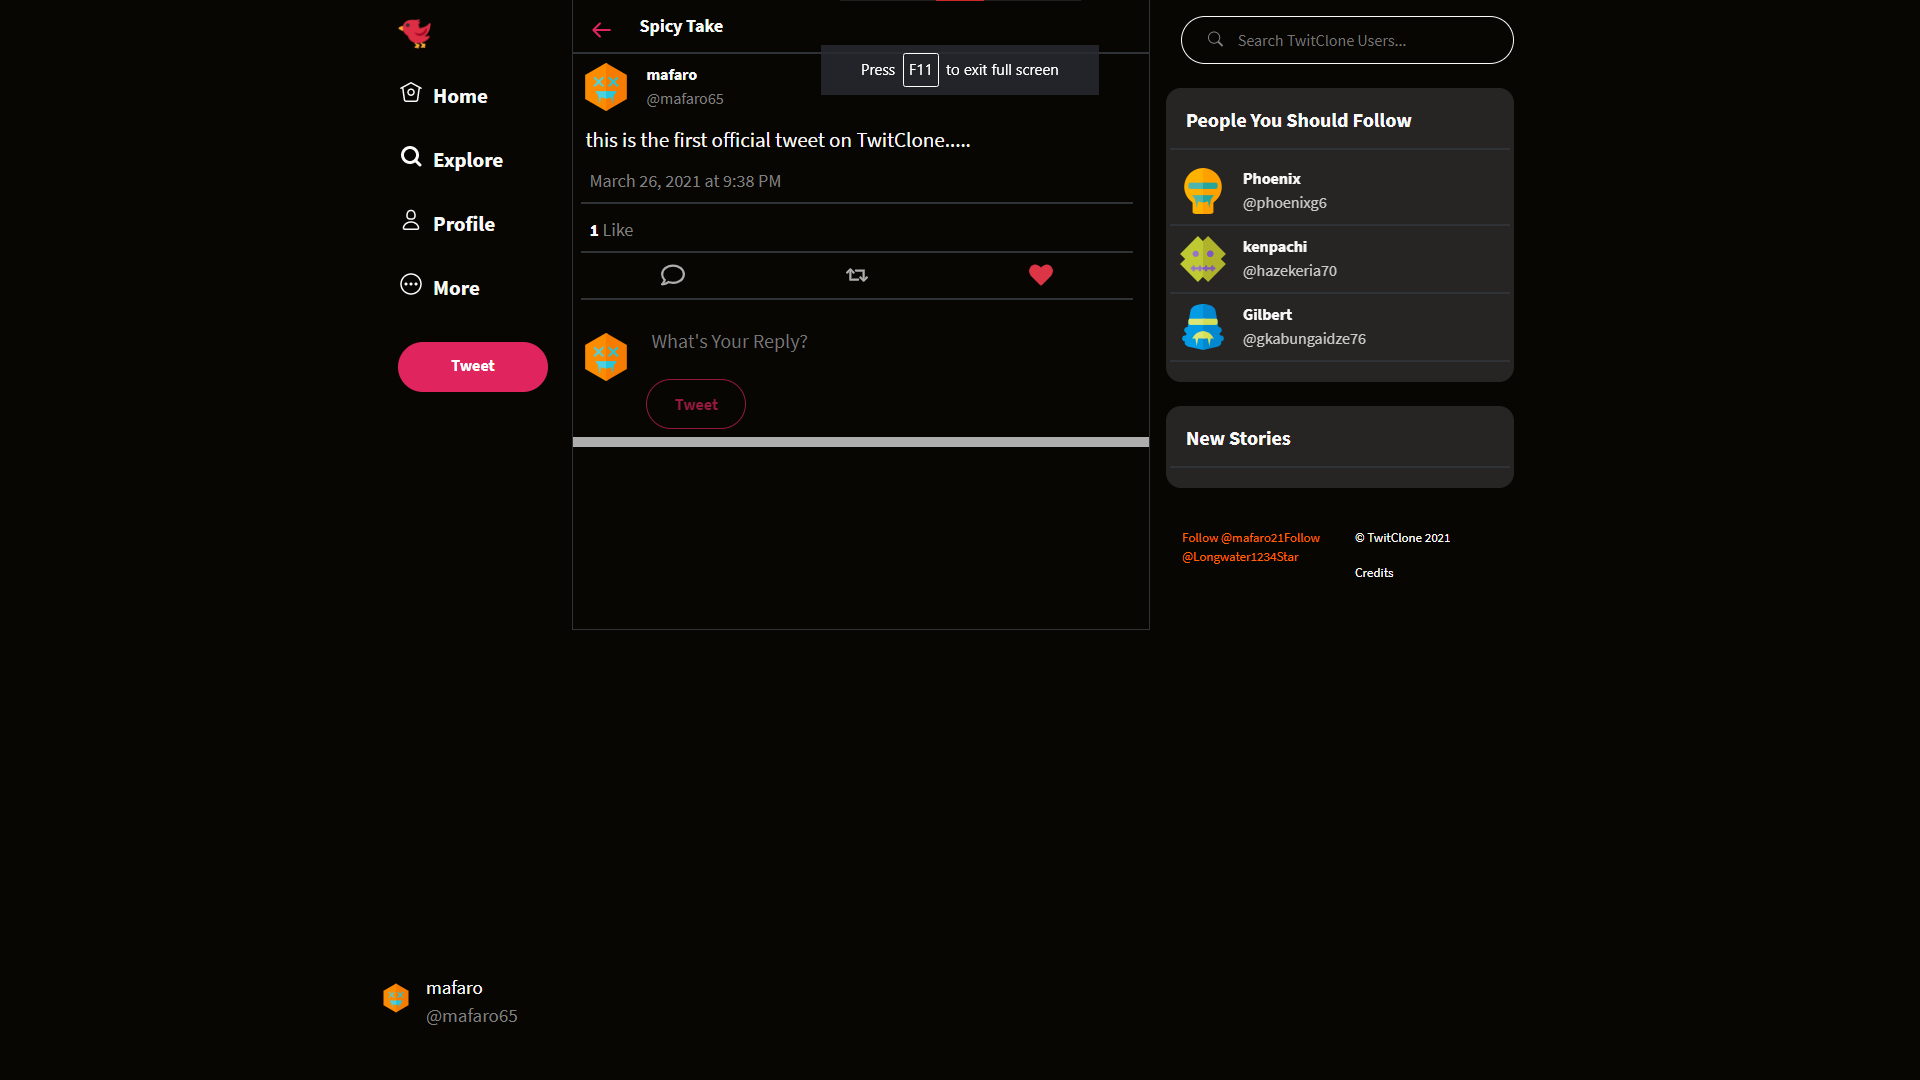 Home
Explore
Profile
More
Tweet
mafaro
@mafaro65
Spicy Take
Press F11 to exit full screen
mafaro
@mafaro65
this is the first official tweet on TwitClone.....
March 26, 2021 at 9:38 PM
1 Like
What's Your Reply?
Tweet
Search TwitClone Users...
People You Should Follow
Phoenix
@phoenixg6
kenpachi
@hazekeria70
Gilbert
@gkabungaidze76
New Stories
Follow @mafaro21Follow
@Longwater1234Star
© TwitClone 2021
Credits